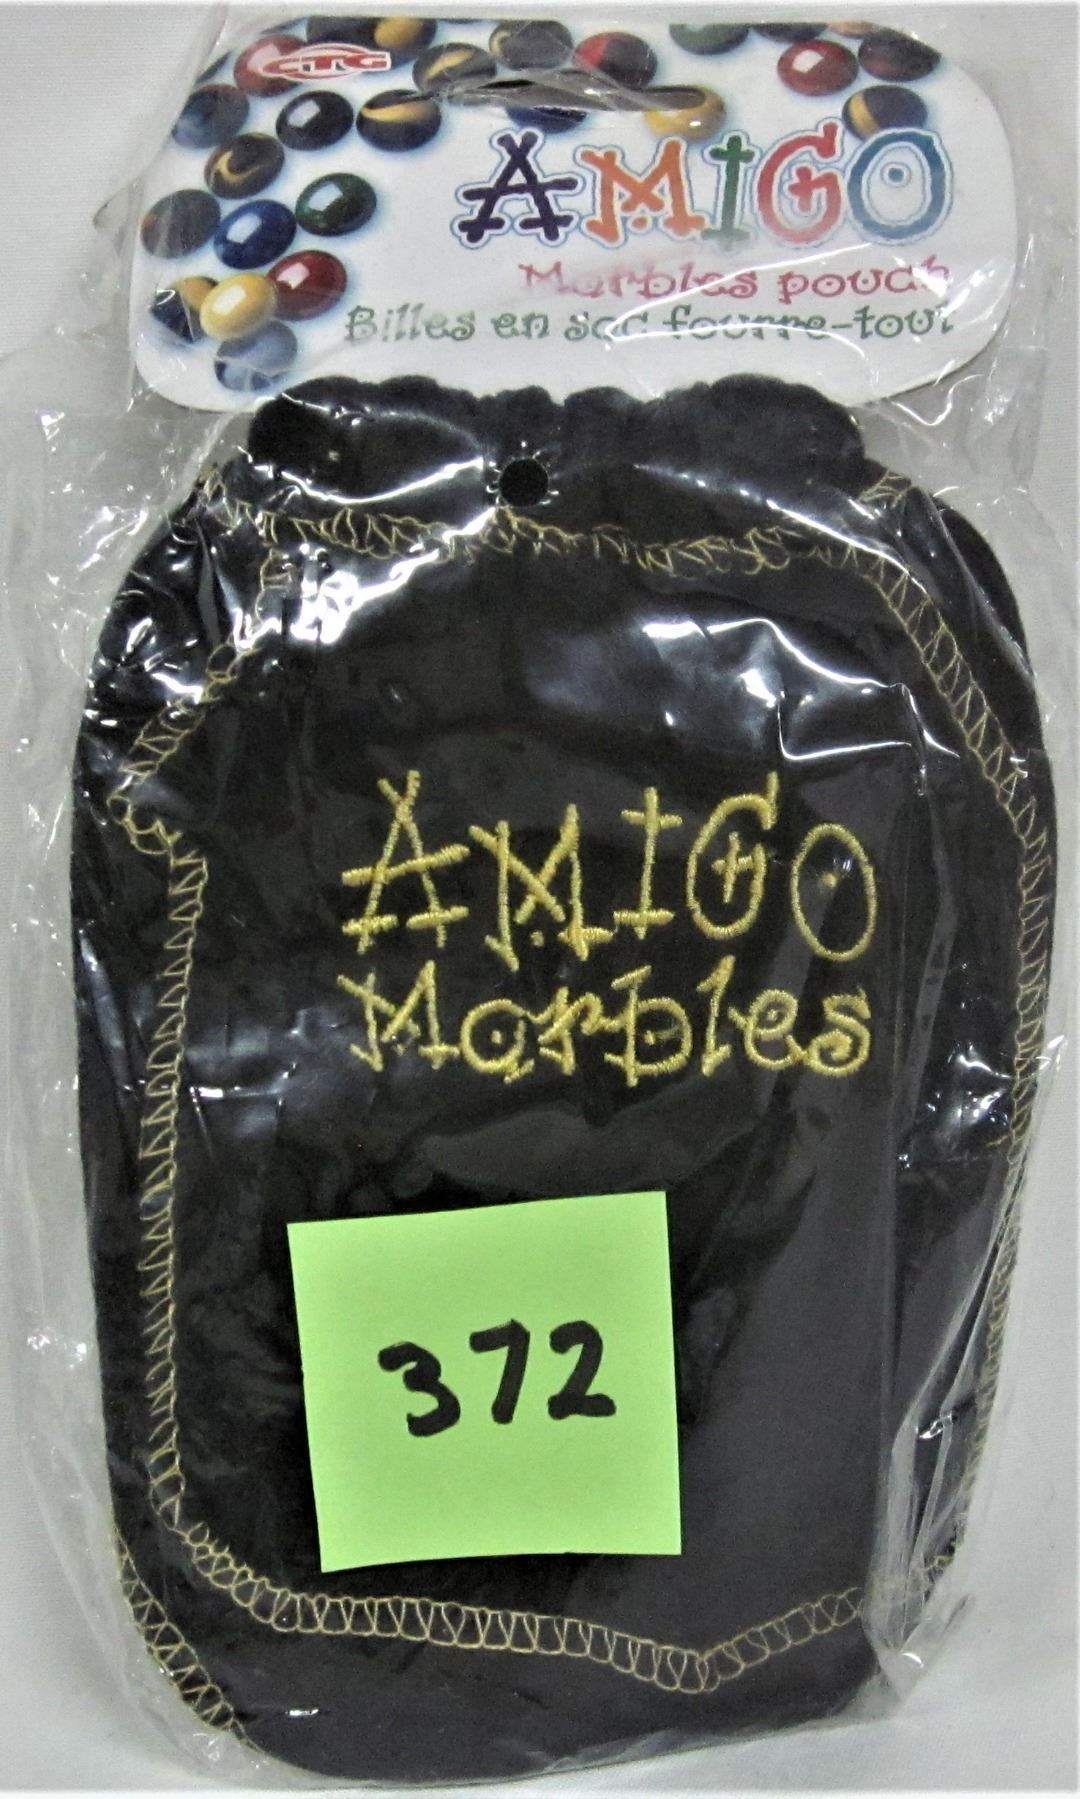 CTG
AMIGO
Marbles pouch
Billes en sac fourre-tout
AMIGO
Marbles
372